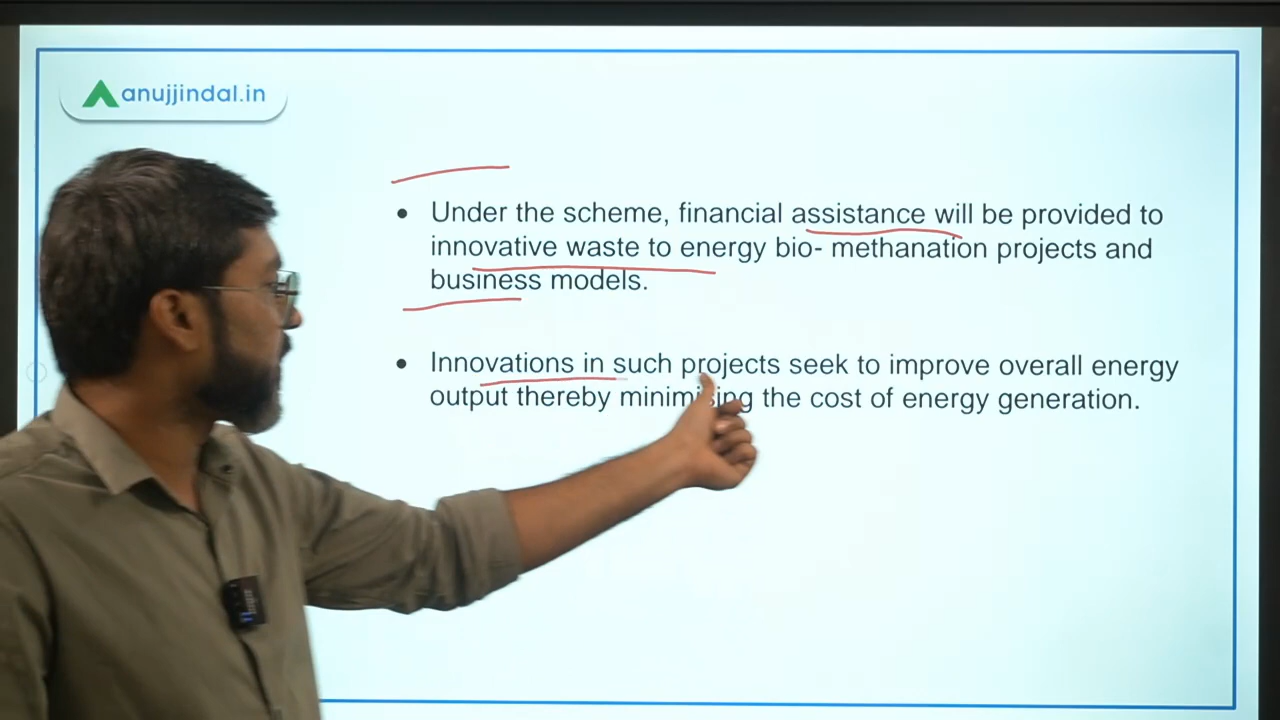 anujjindal.in
• Under the scheme, financial assistance will be provided to
innovative waste to energy bio- methanation projects and
business models.
• Innovations in such projects seek to improve overall energy
output thereby minimising the cost of energy generation.